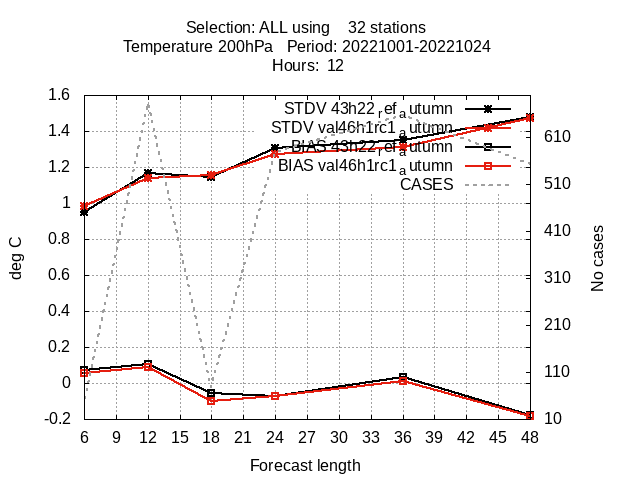 Selection: ALL using    32 stations
Temperature 200hPa   Period: 20221001-20221024
Hours:  12
STDV 43h22_ref_autumn
STDV val46h1rc1_autumn
BIAS 43h22_ref_autumn
BIAS val46h1rc1_autumn
CASES
1.6
1.4
1.2
1
0.8
0.6
0.4
0.2
0
-0.2
deg C
610
510
410
310
210
110
10
No cases
6 9 12 15 18 21 24 27 30 33 36 39 42 45 48
Forecast length